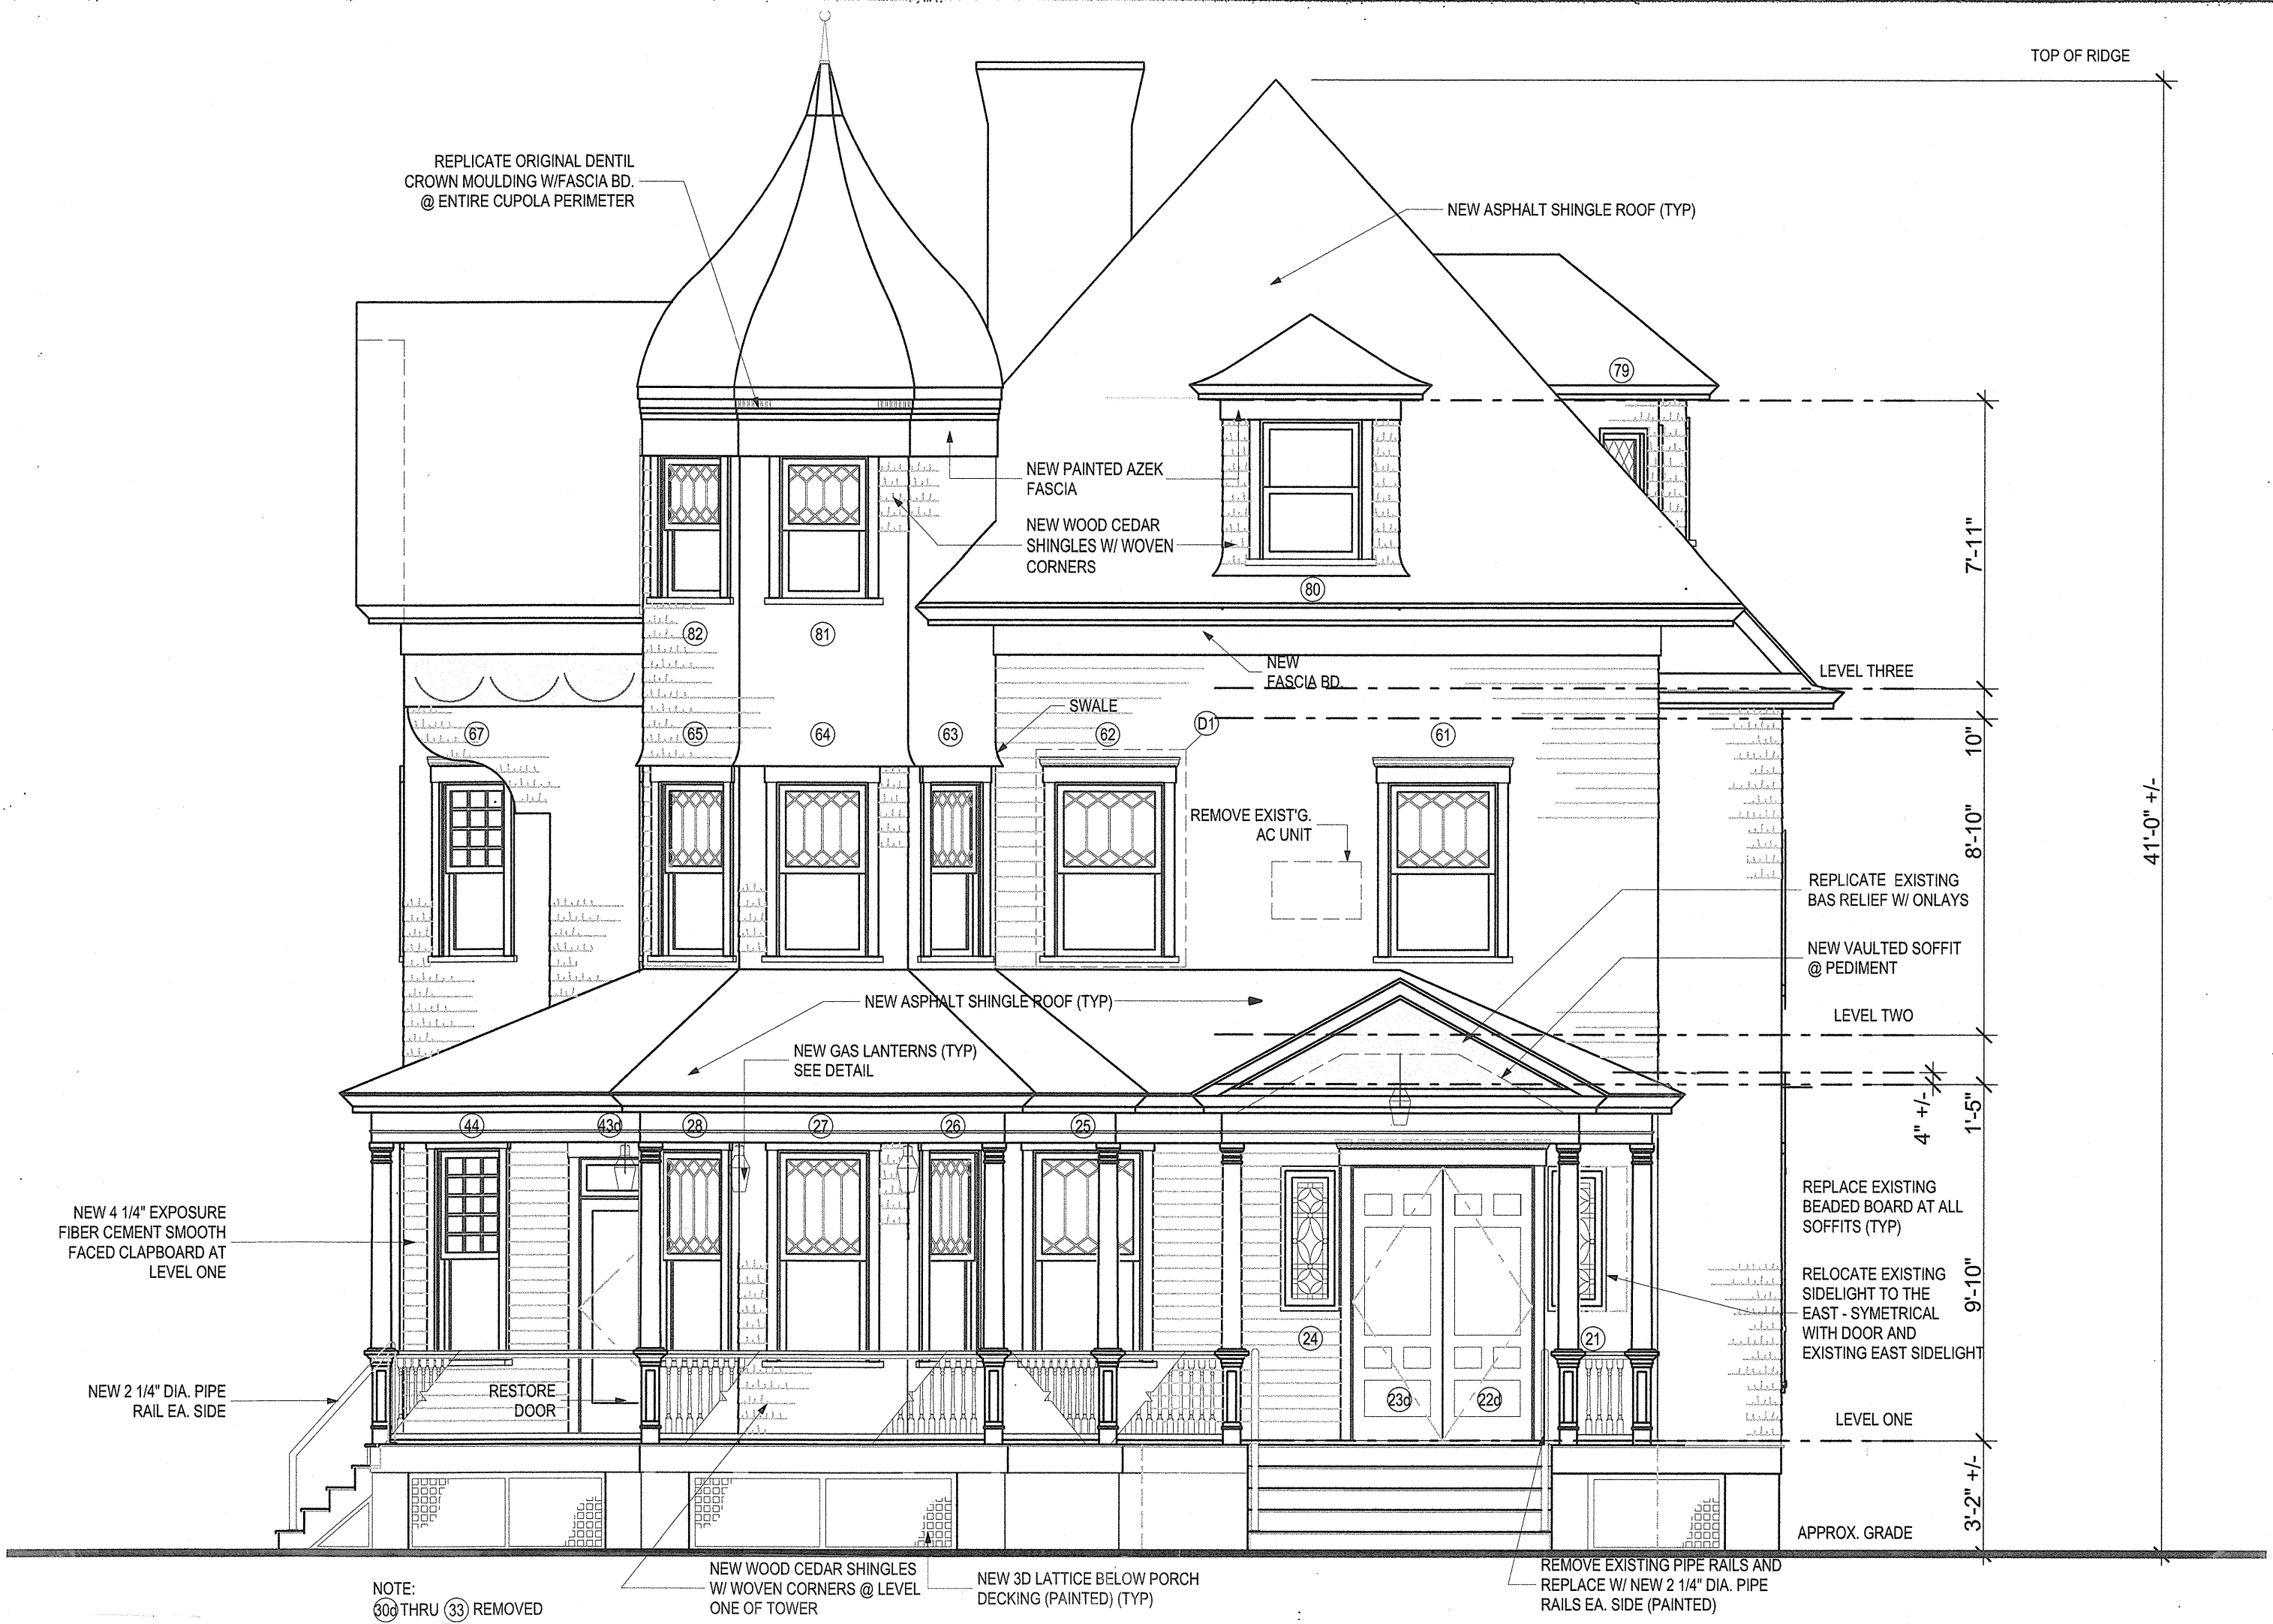 TOP OF RIDGE
REPLICATE ORIGINAL DENTIL
CROWN MOULDING W/FASCIA BD.
@ ENTIRE CUPOLA PERIMETER
NEW ASPHALT SHINGLE ROOF (TYP)
79
NEW PAINTED AZEK
FASCIA
NEW WOOD CEDAR
SHINGLES W/ WOVEN
CORNERS
7'-11"
80
82
81
NEW
FASCIA BD.
LEVEL THREE
SWALE
67
65
64
63
62
D1
61
10"
REMOVE EXIST'G.
AC UNIT
8'-10"
41'-0" +/-
REPLICATE EXISTING
BAS RELIEF W/ ONLAYS
NEW VAULTED SOFFIT
@ PEDIMENT
NEW ASPHALT SHINGLE ROOF (TYP)
LEVEL TWO
NEW GAS LANTERNS (TYP)
SEE DETAIL
4" +/-
1'-5"
44
43d
28
27
26
25
REPLACE EXISTING
BEADED BOARD AT ALL
SOFFITS (TYP)
NEW 4 1/4" EXPOSURE
FIBER CEMENT SMOOTH
FACED CLAPBOARD AT
LEVEL ONE
RELOCATE EXISTING
SIDELIGHT TO THE
EAST - SYMETRICAL
WITH DOOR AND
EXISTING EAST SIDELIGHT
9'-10"
24
21
NEW 2 1/4" DIA. PIPE
RAIL EA. SIDE
RESTORE
DOOR
23d
22d
LEVEL ONE
3'-2" +/-
APPROX. GRADE
NEW WOOD CEDAR SHINGLES
W/ WOVEN CORNERS @ LEVEL
ONE OF TOWER
NEW 3D LATTICE BELOW PORCH
DECKING (PAINTED) (TYP)
REMOVE EXISTING PIPE RAILS AND
REPLACE W/ NEW 2 1/4" DIA. PIPE
RAILS EA. SIDE (PAINTED)
NOTE:
30d THRU 33 REMOVED